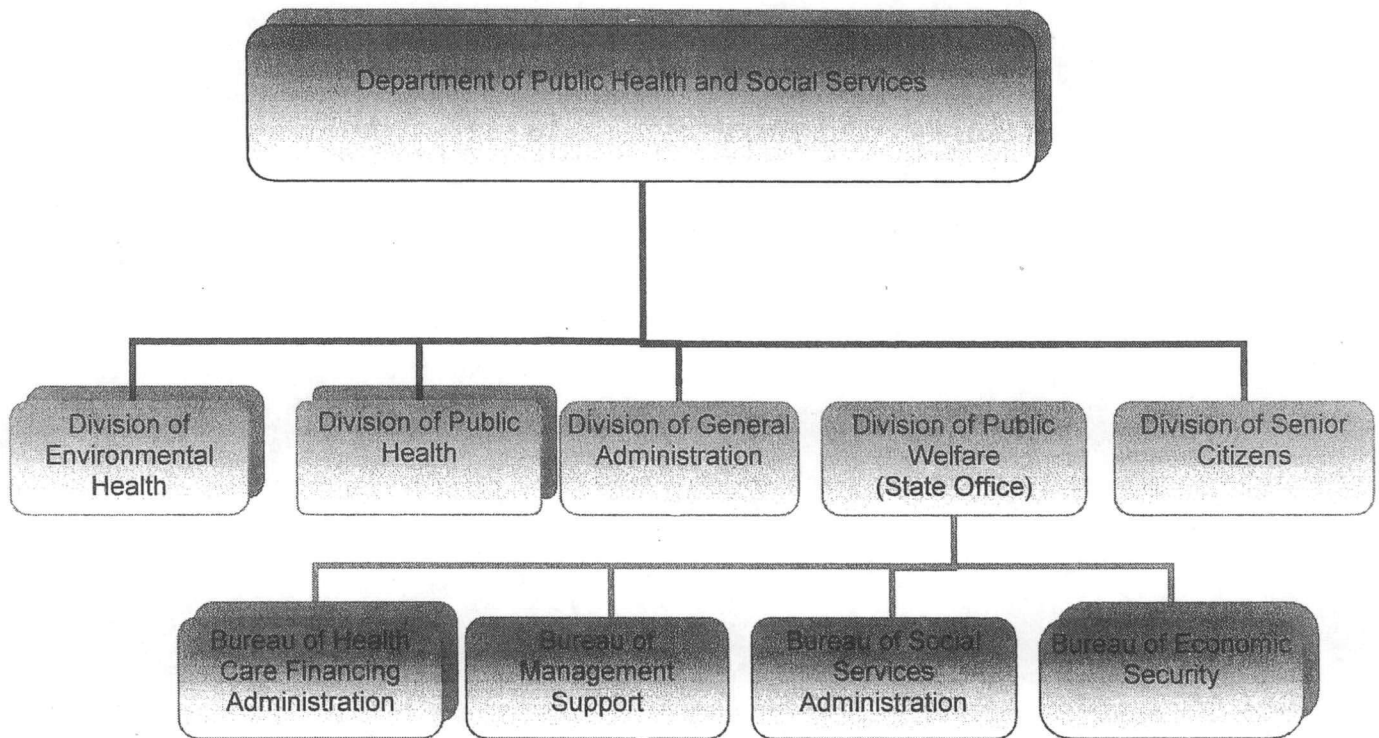 Department of Public Health and Social Services
Division of
Environmental
Health
Division of Public
Health
Division of General
Administration
Division of Public
Welfare
(State Office)
Division of Senior
Citizens
Bureau of Health
Care Financing
Administration
Bureau of
Management
Support
Bureau of Social
Services
Administration
Bureau of Economic
Security